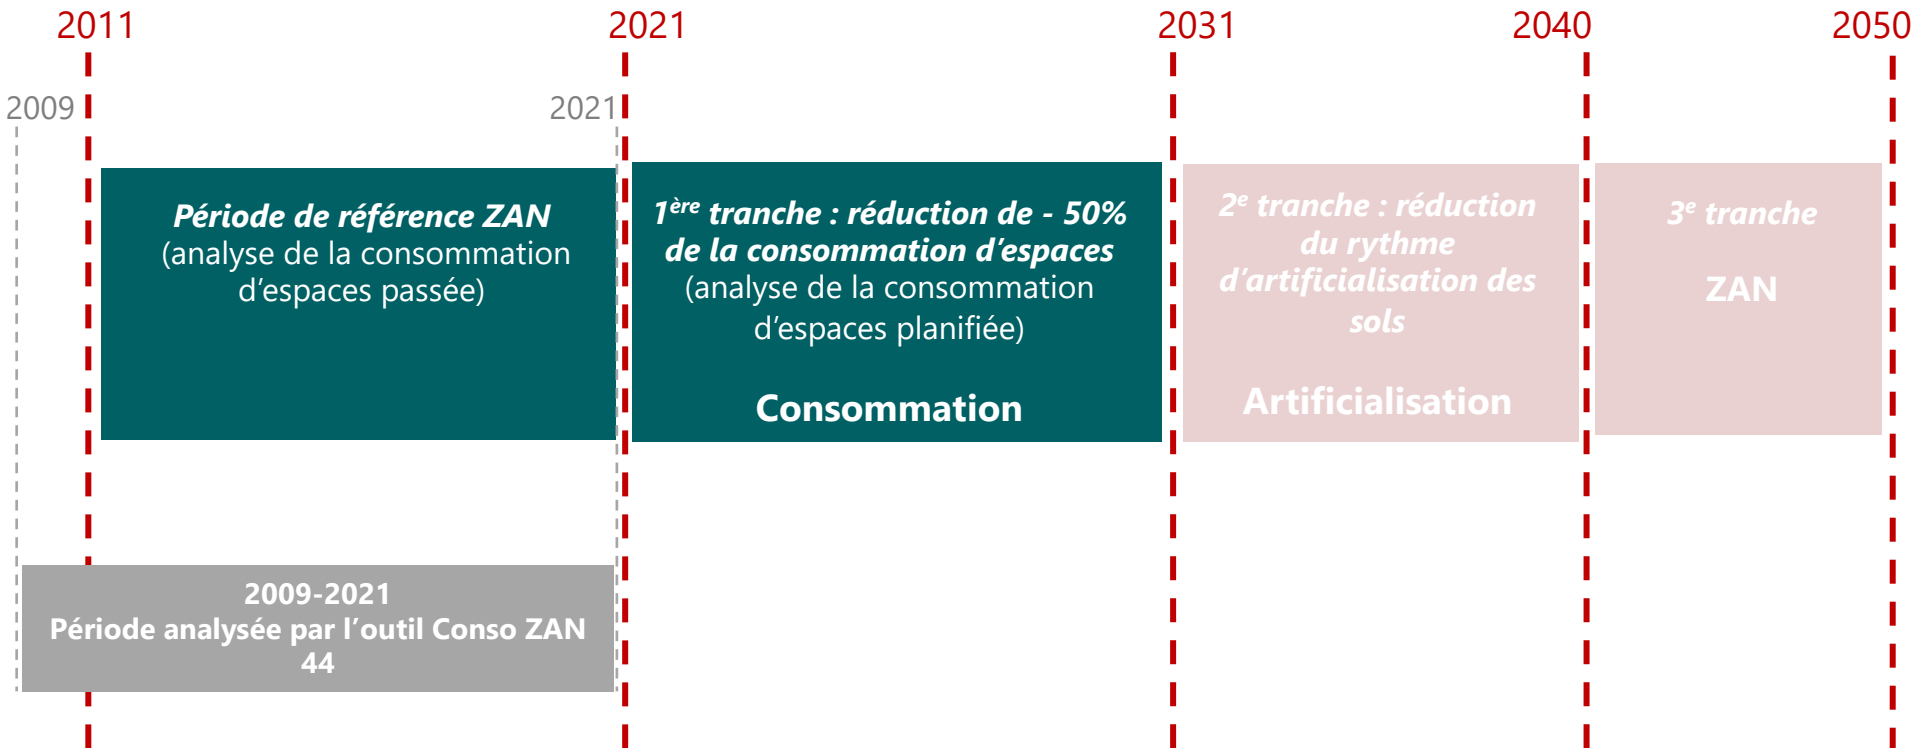 2011
2021
2031
2040
2050
2009
2021
Période de référence ZAN
(analyse de la consommation
d'espaces passée)
1ère tranche : réduction de - 50%
de la consommation d'espaces
(analyse de la consommation
d'espaces planifiée)
Consommation
2e tranche : réduction
du rythme
d'artificialisation des
sols
Artificialisation
3e tranche
ZAN
2009-2021
Période analysée par l'outil Conso ZAN
44